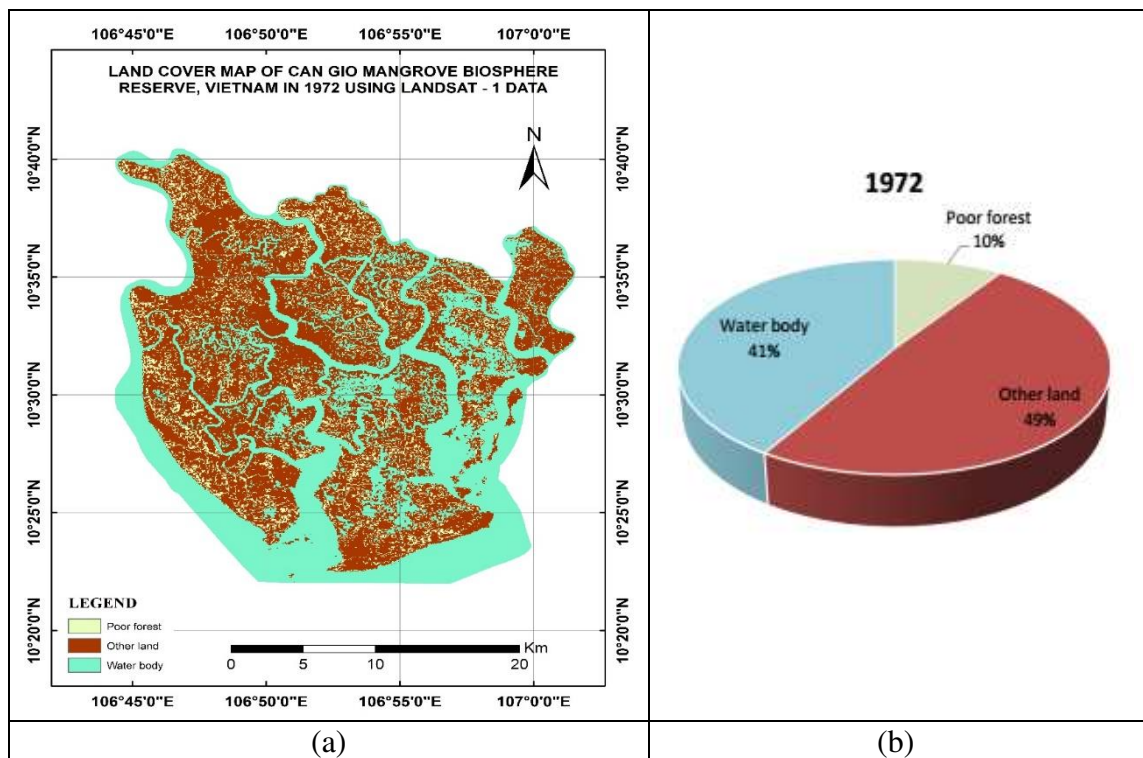 106°45'0"E 106°50'0"E 106°55'0"E 107°0'0"E
LAND COVER MAP OF CAN GIO MANGROVE BIOSPHERE
RESERVE, VIETNAM IN 1972 USING LANDSAT - 1 DATA
N
10°40'0"N 10°40'0"N
10°35'0"N 10°35'0"N
10°30'0"N 10°30'0"N
10°25'0"N 10°25'0"N
10°20'0"N 10°20'0"N
LEGEND
Poor forest
Other land
Water body
Km
0 5 10 20
106°45'0"E 106°50'0"E 106°55'0"E 107°0'0"E
(a)
1972
Poor forest
10%
Water body
41%
Other land
49%
(b)